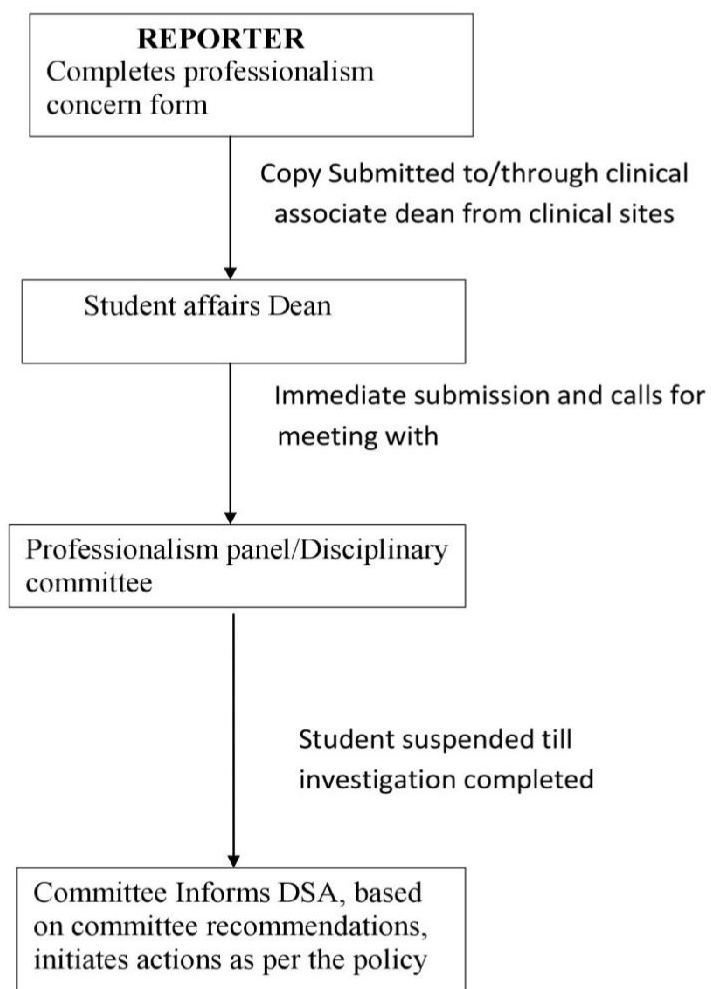 REPORTER
Completes professionalism
concern form
Copy Submitted to/through clinical
associate dean from clinical sites
Student affairs Dean
Immediate submission and calls for
meeting with
Professionalism panel/Disciplinary
committee
Student suspended till
investigation completed
Committee Informs DSA, based
on committee recommendations,
initiates actions as per the policy